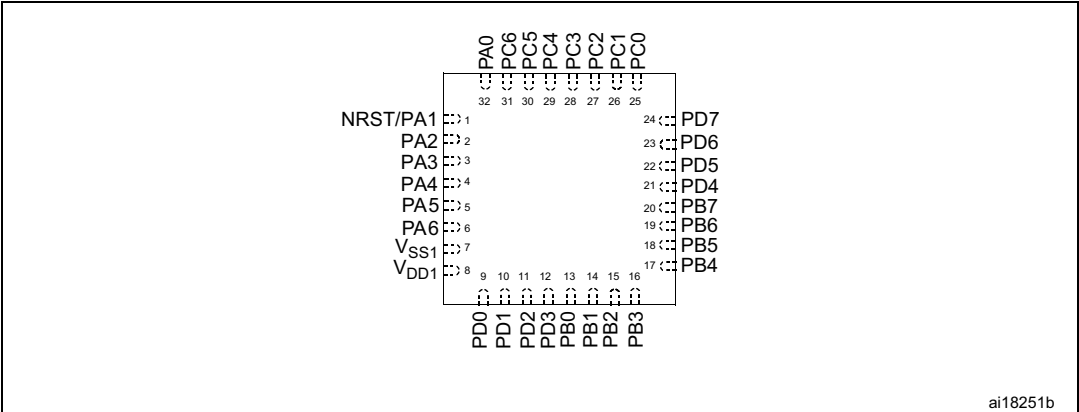 PA0 PC6 PC5 PC4 PC3 PC2 PC1 PC0
32 31 30 29 28 27 26 25
NRST/PA1 1 24 PD7
PA2 2 23 PD6
PA3 3 22 PD5
PA4 4 21 PD4
PA5 5 20 PB7
PA6 6 19 PB6
VSS1 7 18 PB5
VDD1 8 17 PB4
9 10 11 12 13 14 15 16
PD0 PD1 PD2 PD3 PB0 PB1 PB2 PB3
ai18251b